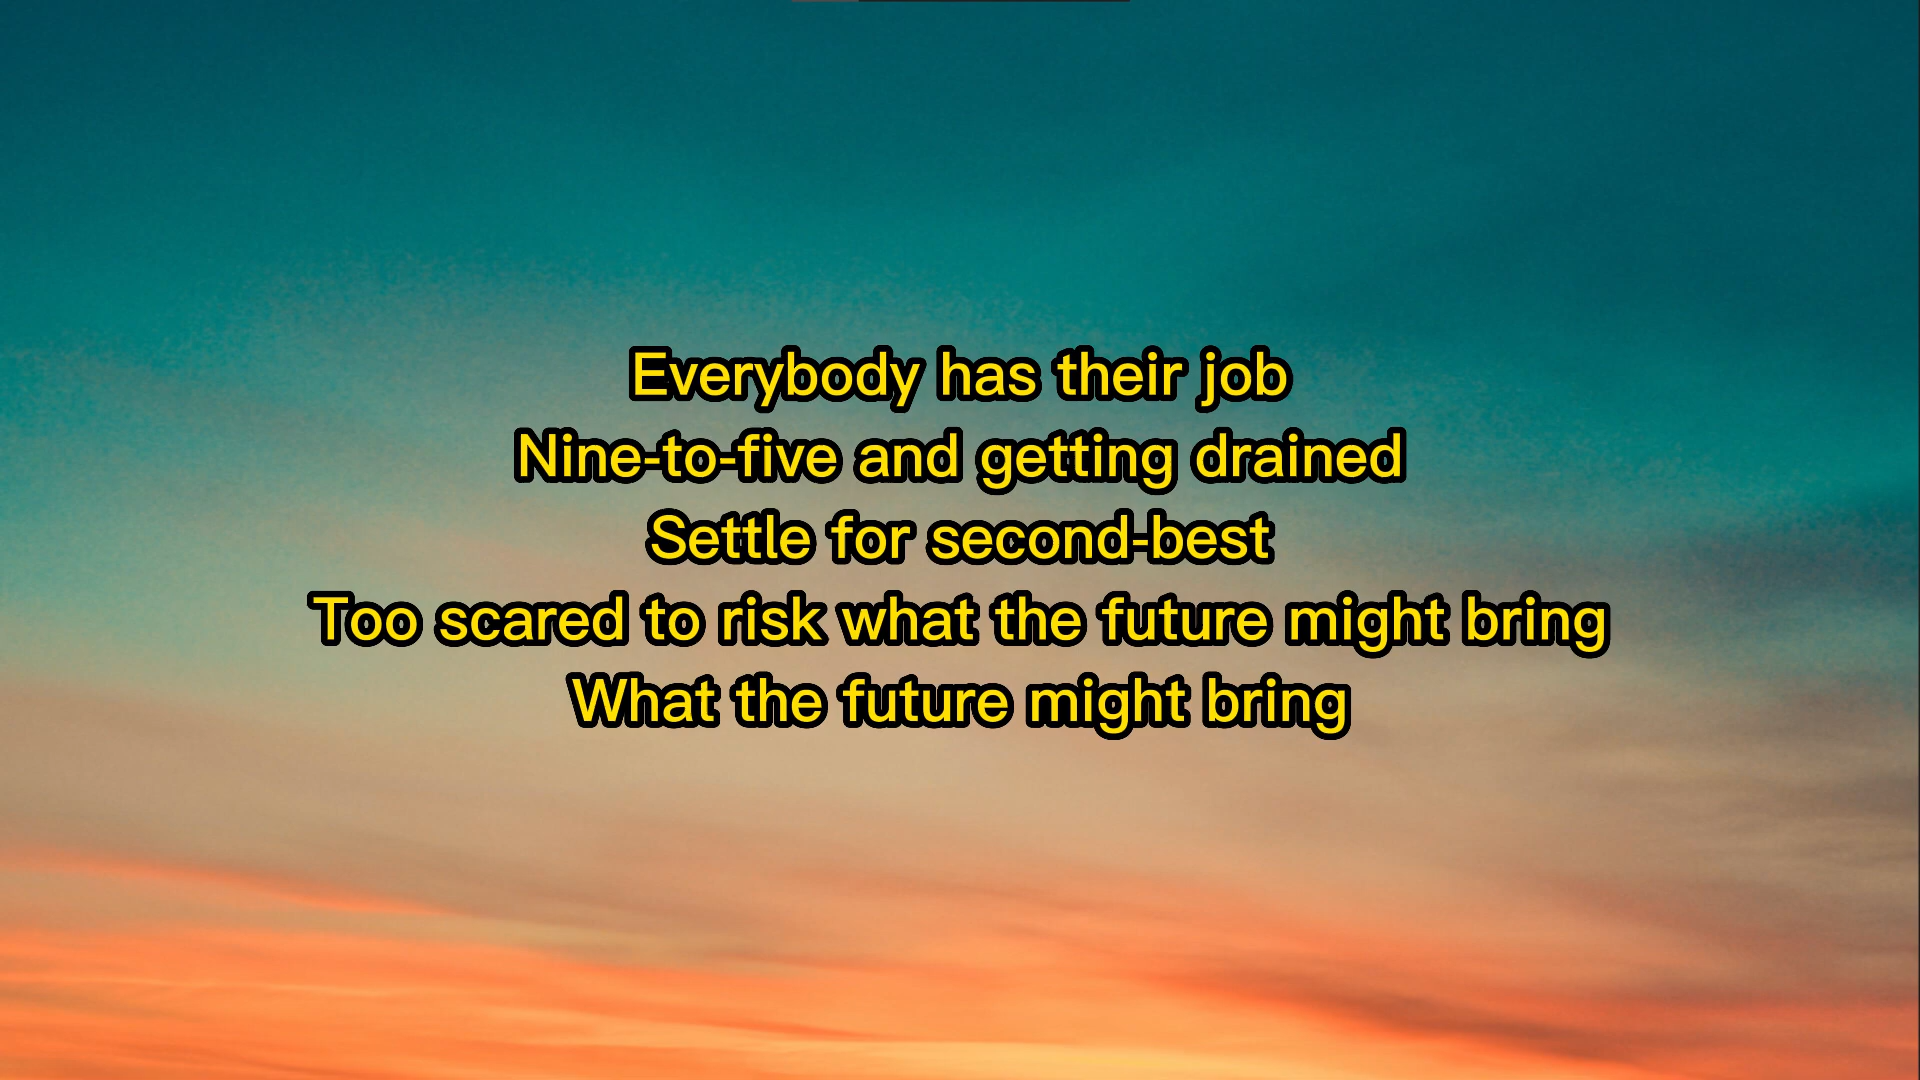 Everybody has their job
Nine-to-five and getting drained
Settle for second-best
Too scared to risk what the future might bring
What the future might bring